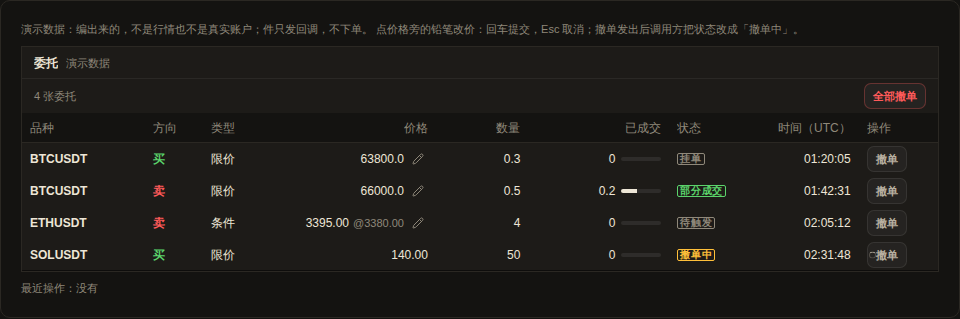 演示数据：编出来的，不是行情也不是真实账户；件只发回调，不下单。 点价格旁的铅笔改价：回车提交，Esc 取消；撤单发出后调用方把状态改成「撤单中」。
委托 演示数据
4 张委托 全部撤单
品种 方向 类型 价格 数量 已成交 状态 时间（UTC） 操作
BTCUSDT 买 限价 63800.0 0.3 0 挂单 01:20:05 撤单
BTCUSDT 卖 限价 66000.0 0.5 0.2 部分成交 01:42:31 撤单
ETHUSDT 卖 条件 3395.00 @3380.00 4 0 待触发 02:05:12 撤单
SOLUSDT 买 限价 140.00 50 0 撤单中 02:31:48 撤单
最近操作：没有